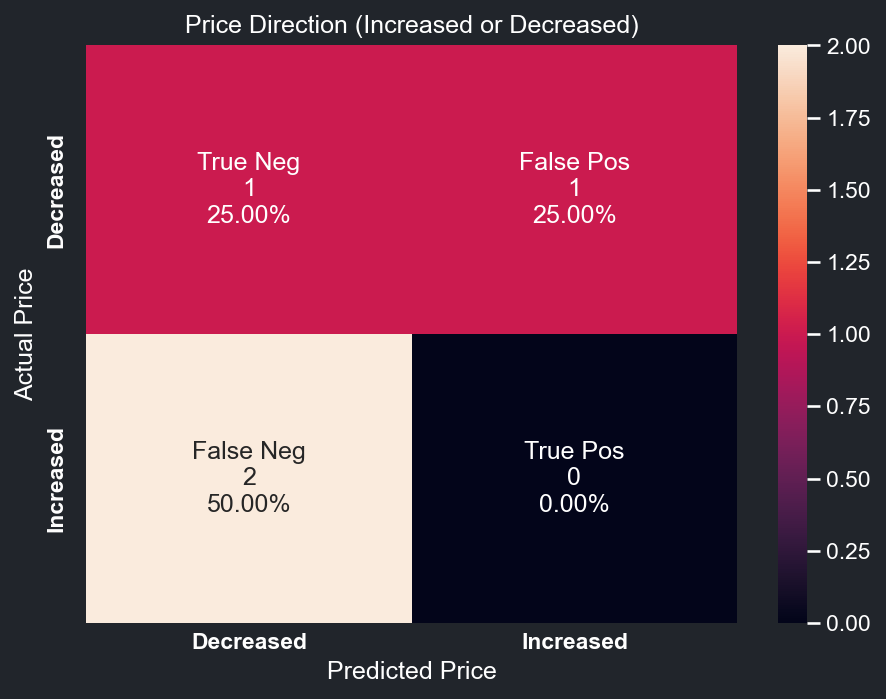 Price Direction (Increased or Decreased)
Actual Price
Decreased
Increased
True Neg
1
25.00%
False Pos
1
25.00%
False Neg
2
50.00%
True Pos
0
0.00%
Decreased
Increased
Predicted Price
2.00
1.75
1.50
1.25
1.00
0.75
0.50
0.25
0.00